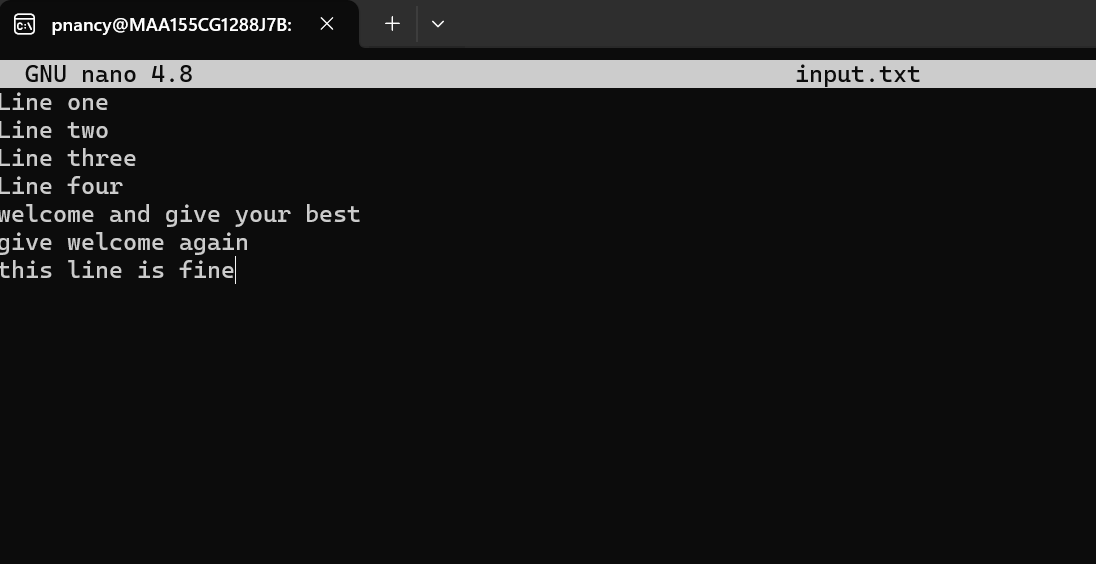 pnancy@MAA155CG1288J7B:
GNU nano 4.8 input.txt
Line one
Line two
Line three
Line four
welcome and give your best
give welcome again
this line is fine